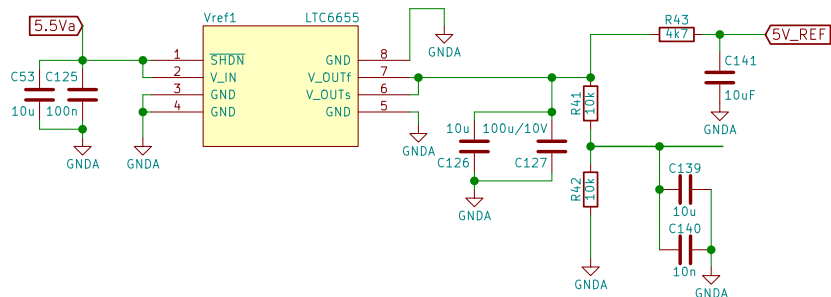 5.5Va
Vref1
LTC6655
R43
4k7
5V_REF
1
SHDN
GND
8
2
V_IN
V_OUTf
7
3
GND
V_OUTs
6
4
GND
GND
5
C53
10u
C125
100n
GNDA
GNDA
GNDA
GNDA
C141
10uF
GNDA
R41
10k
10u
C126
100u/10V
C127
GNDA
R42
10k
GNDA
C139
10u
C140
10n
GNDA